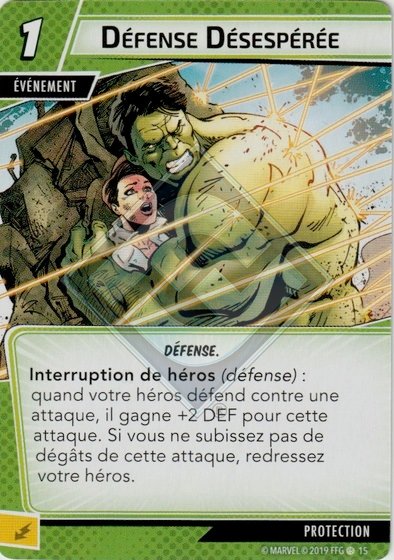 1
DÉFENSE DÉSESPÉRÉE
ÉVÉNEMENT
DÉFENSE.
Interruption de héros (défense) :
quand votre héros défend contre une
attaque, il gagne +2 DEF pour cette
attaque. Si vous ne subissez pas de
dégâts de cette attaque, redressez
votre héros.
PROTECTION
© MARVEL © 2019 FFG 15